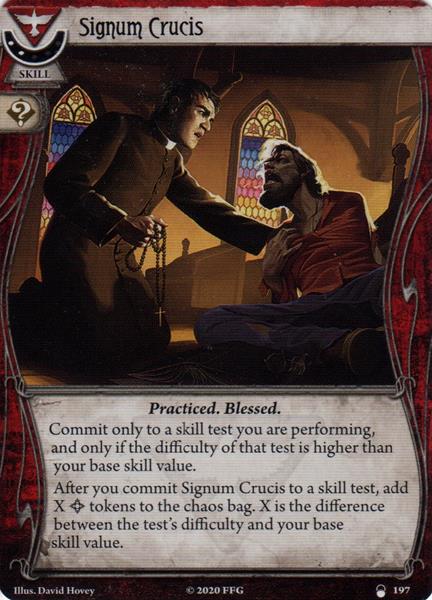 Signum Crucis
SKILL
?
Practiced. Blessed.
Commit only to a skill test you are performing,
and only if the difficulty of that test is higher than
your base skill value.
After you commit Signum Crucis to a skill test, add
X tokens to the chaos bag. X is the difference
between the test's difficulty and your base
skill value.
Illus. David Hovey © 2020 FFG 197